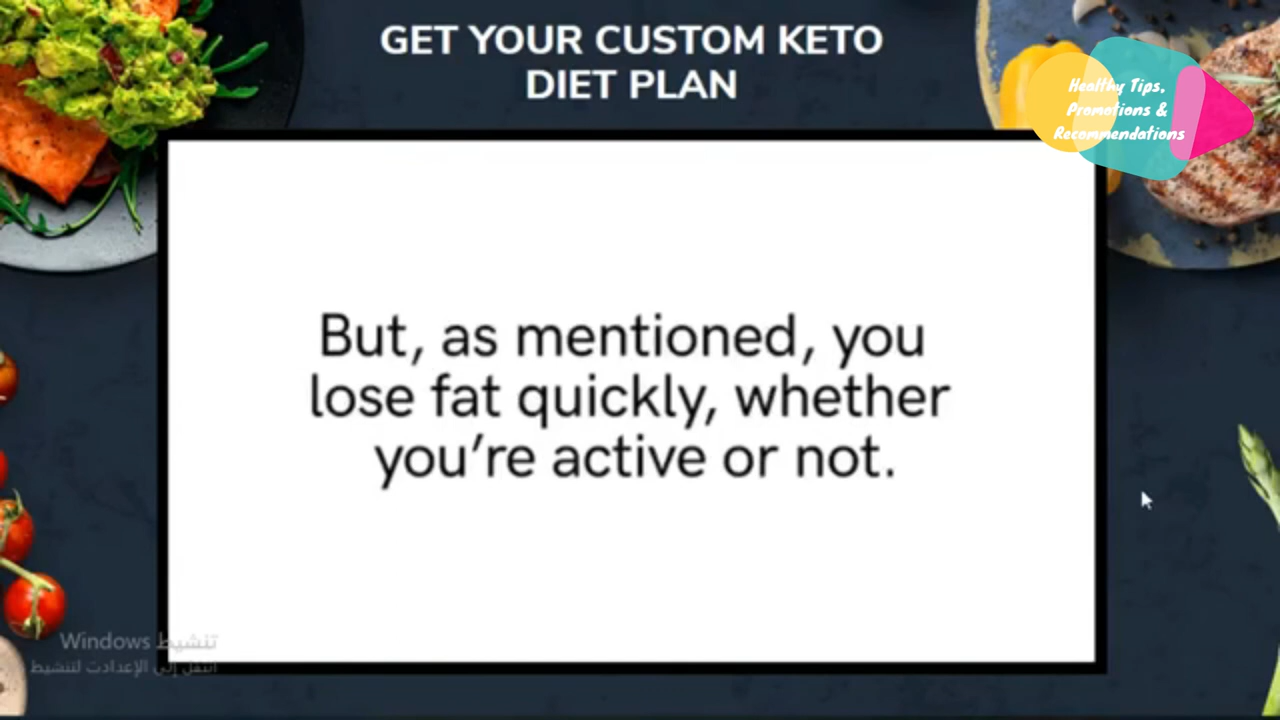 GET YOUR CUSTOM KETO
DIET PLAN
Healthy Tips,
Promotions &
Recommendations
But, as mentioned, you
lose fat quickly, whether
you’re active or not.
تنشيط Windows
انتقل إلى الإعدادت لتنشيط